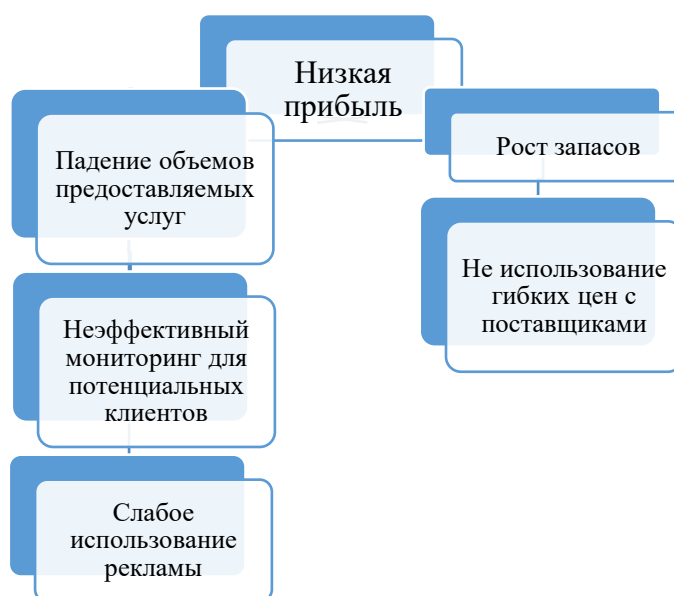 Низкая
прибыль
Падение объемов
предоставляемых
услуг
Рост запасов
Не использование
гибких цен с
поставщиками
Неэффективный
мониторинг для
потенциальных
клиентов
Слабое
использование
рекламы